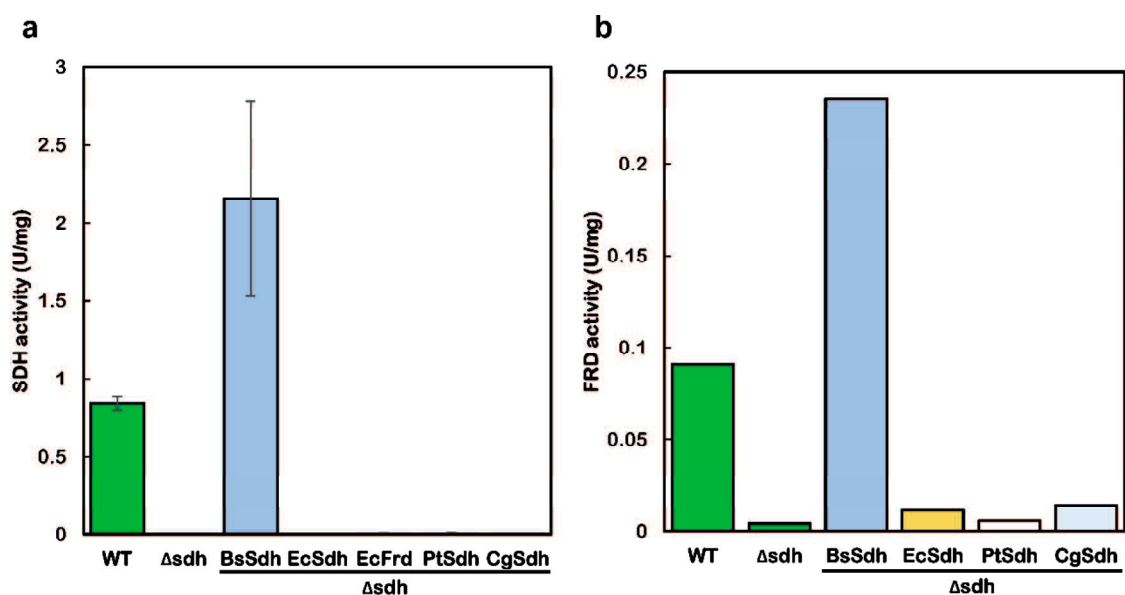 a
SDH activity (U/mg)
3
2.5
2
1.5
1
0.5
0
WT Δsdh BsSdh EcSdh EcFrd PtSdh CgSdh
Δsdh
b
FRD activity (U/mg)
0.25
0.2
0.15
0.1
0.05
0
WT Δsdh BsSdh EcSdh PtSdh CgSdh
Δsdh